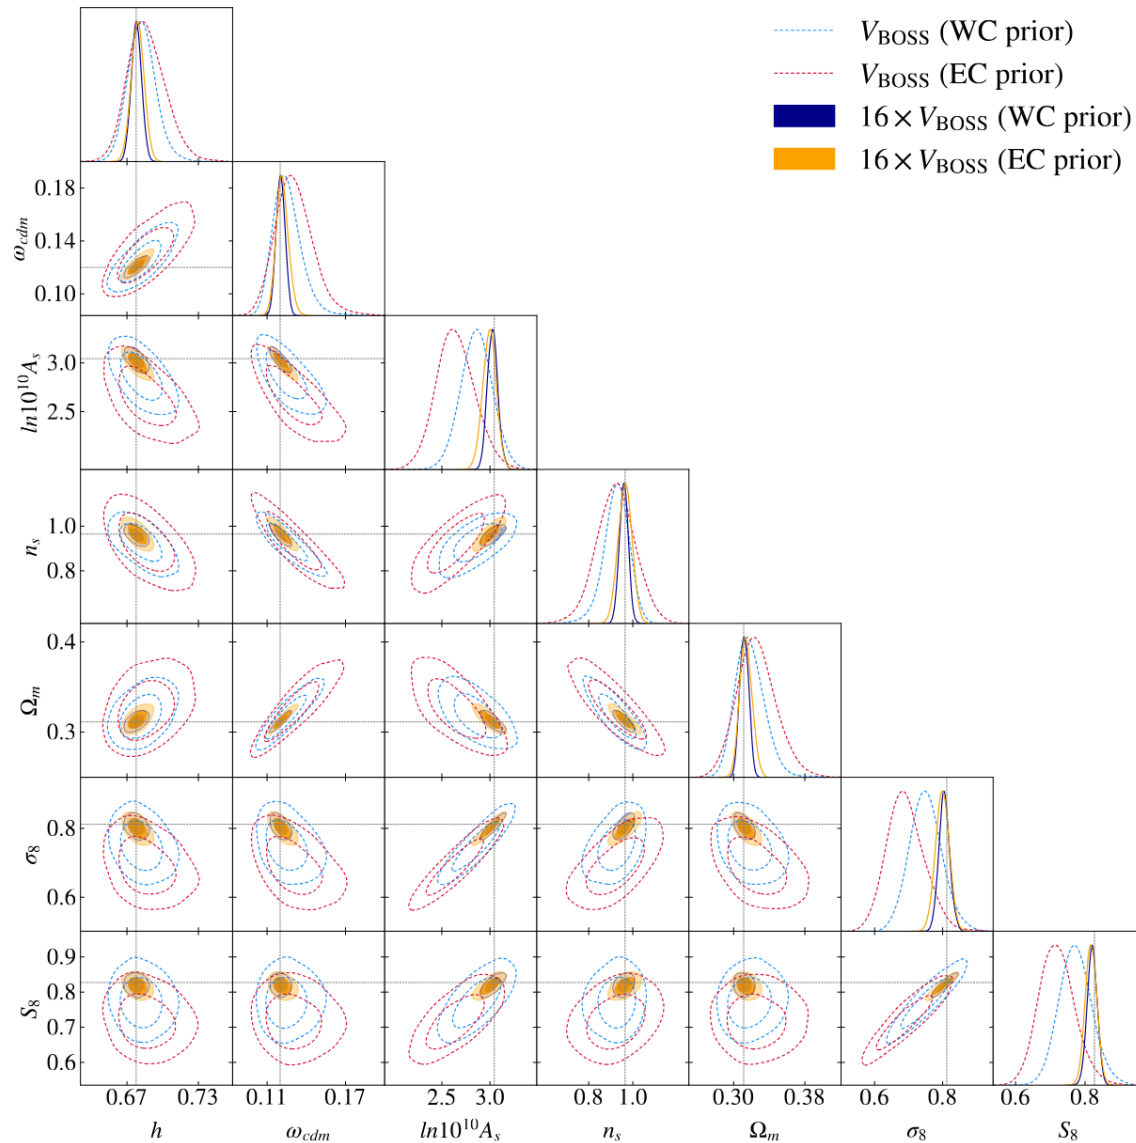 V_BOSS (WC prior)
V_BOSS (EC prior)
16 × V_BOSS (WC prior)
16 × V_BOSS (EC prior)
0.18
0.14
0.10
ω_cdm
3.0
2.5
ln10^10 A_s
1.0
0.8
n_s
0.4
0.3
Ω_m
0.8
0.6
σ_8
0.9
0.8
0.7
0.6
S_8
0.67 0.73 0.11 0.17 2.5 3.0 0.8 1.0 0.30 0.38 0.6 0.8 0.6 0.8
h ω_cdm ln10^10 A_s n_s Ω_m σ_8 S_8